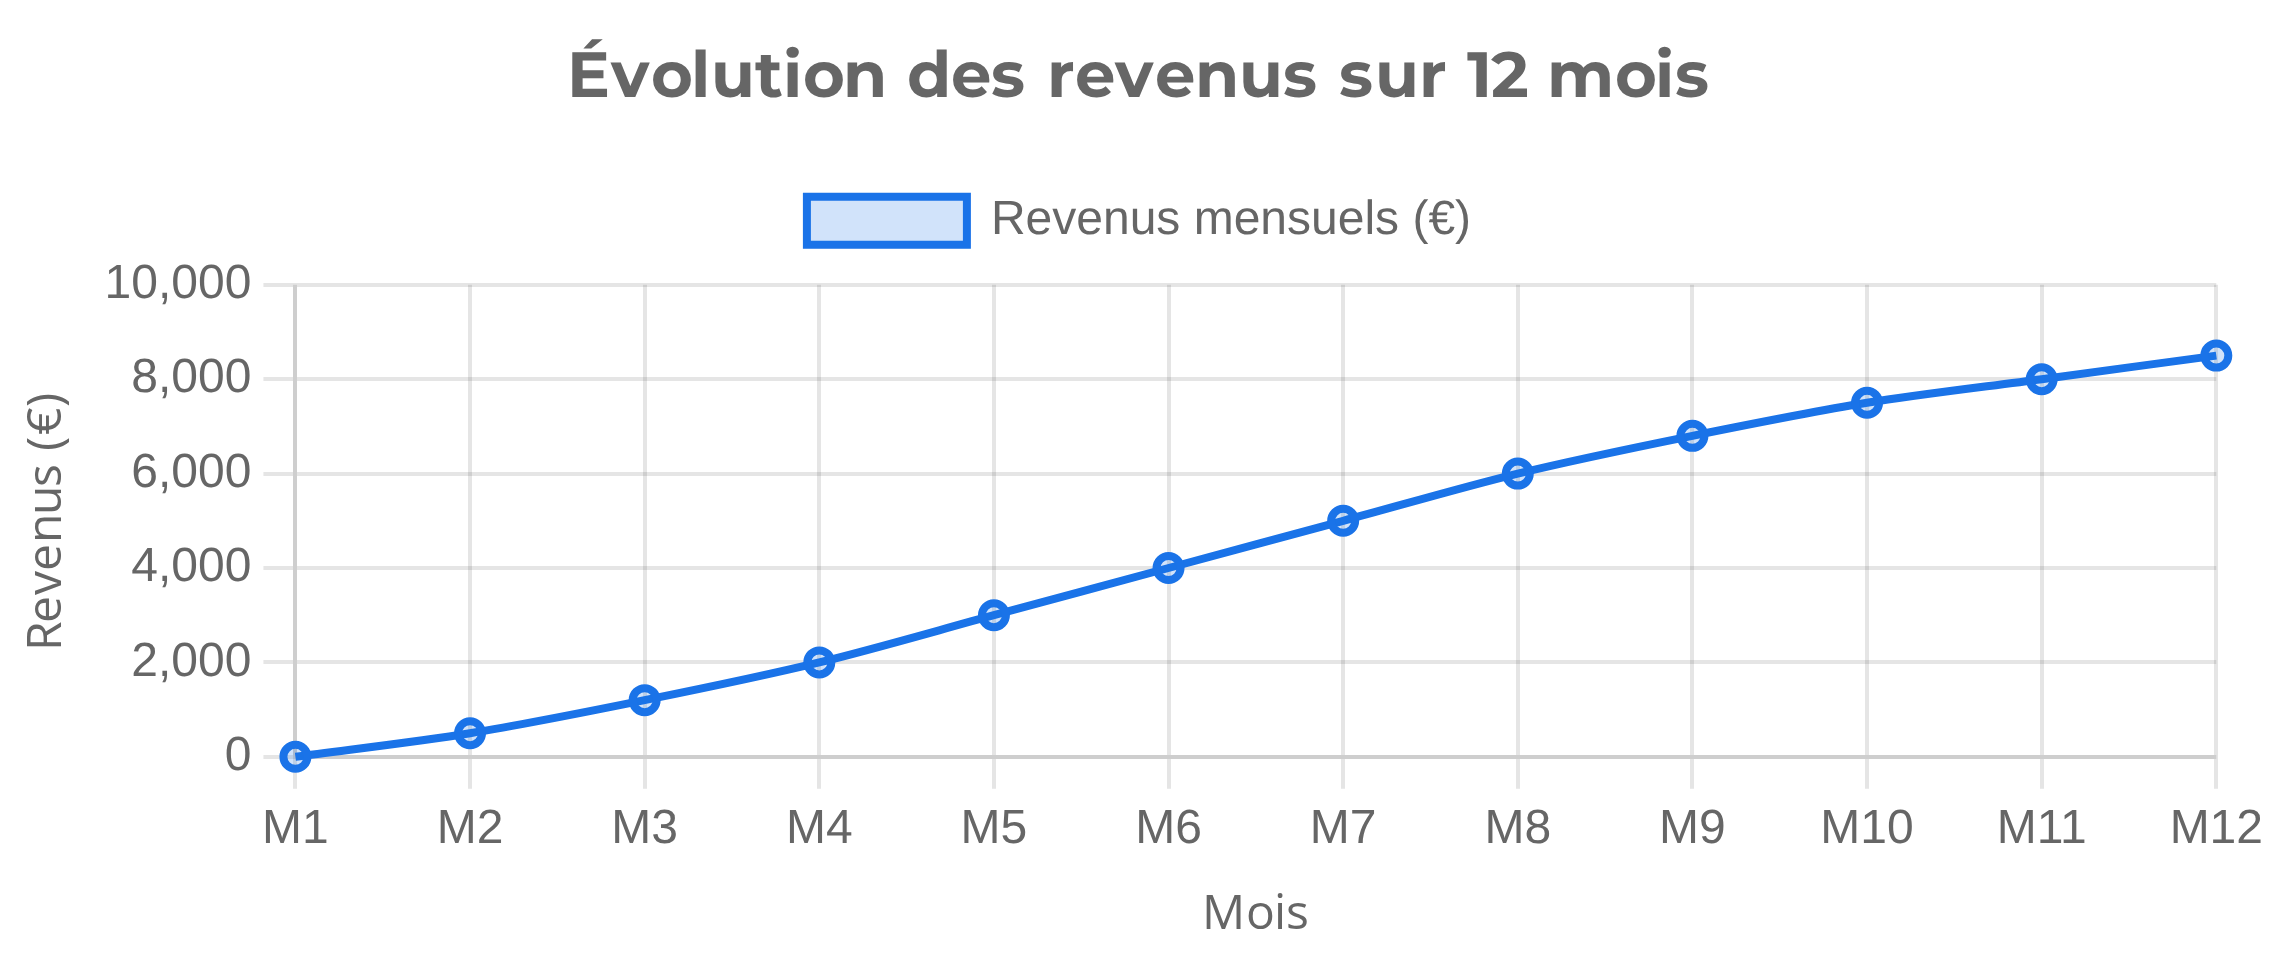 Évolution des revenus sur 12 mois
Revenus mensuels (€)
Revenus (€)
10,000
8,000
6,000
4,000
2,000
0
M1 M2 M3 M4 M5 M6 M7 M8 M9 M10 M11 M12
Mois